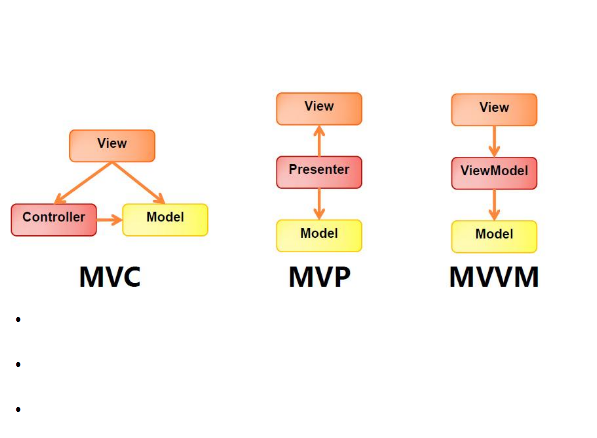 View
Controller
Model
MVC
View
Presenter
Model
MVP
View
ViewModel
Model
MVVM
•
•
•